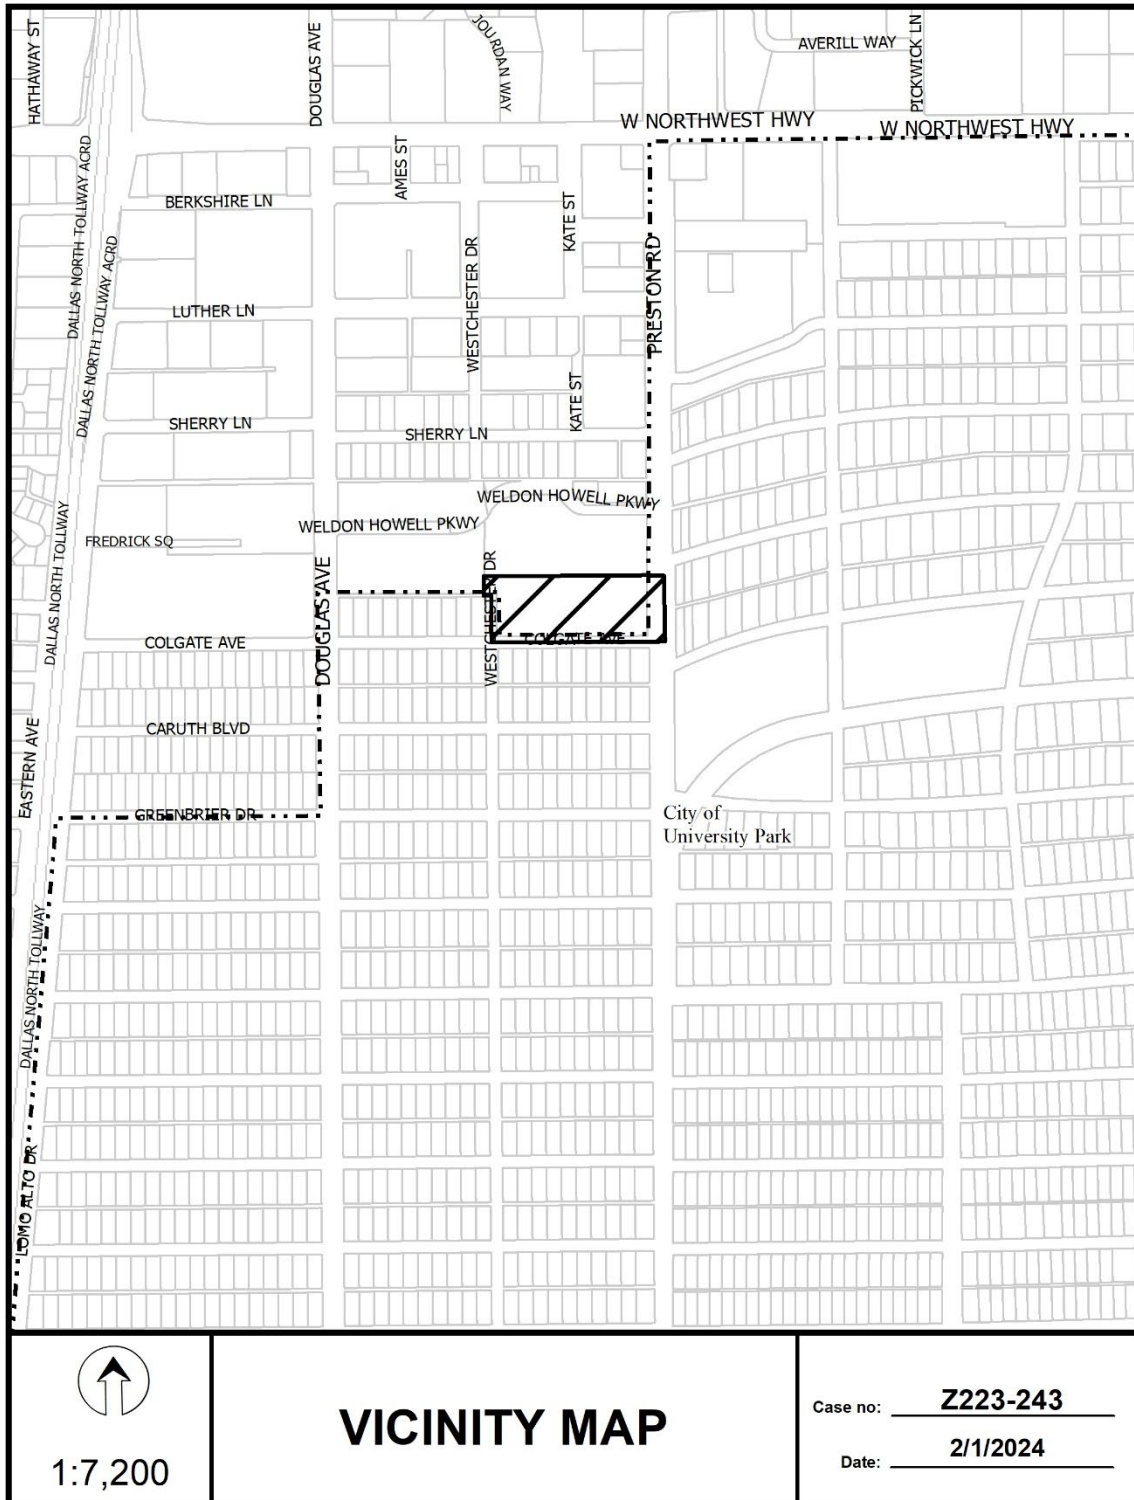 HATHAWAY ST
DOUGLAS AVE
JOURDAN WAY
AVERILL WAY
PICKWICK LN
W NORTHWEST HWY
W NORTHWEST HWY
DALLAS NORTH TOLLWAY ACRD
AMES ST
BERKSHIRE LN
KATE ST
DALLAS NORTH TOLLWAY ACRD
WESTCHESTER DR
PRESTON RD
LUTHER LN
KATE ST
SHERRY LN
SHERRY LN
WELDON HOWELL PKWY
WELDON HOWELL PKWY
DALLAS NORTH TOLLWAY
FREDRICK SQ
DOUGLAS AVE
WESTCHESTER DR
COLGATE AVE
COLGATE AVE
WESTCHESTER DR
CARUTH BLVD
EASTERN AVE
GREENBRIER DR
City of
University Park
DALLAS NORTH TOLLWAY
LOMO ALTO DR
1:7,200
VICINITY MAP
Case no: Z223-243
Date: 2/1/2024